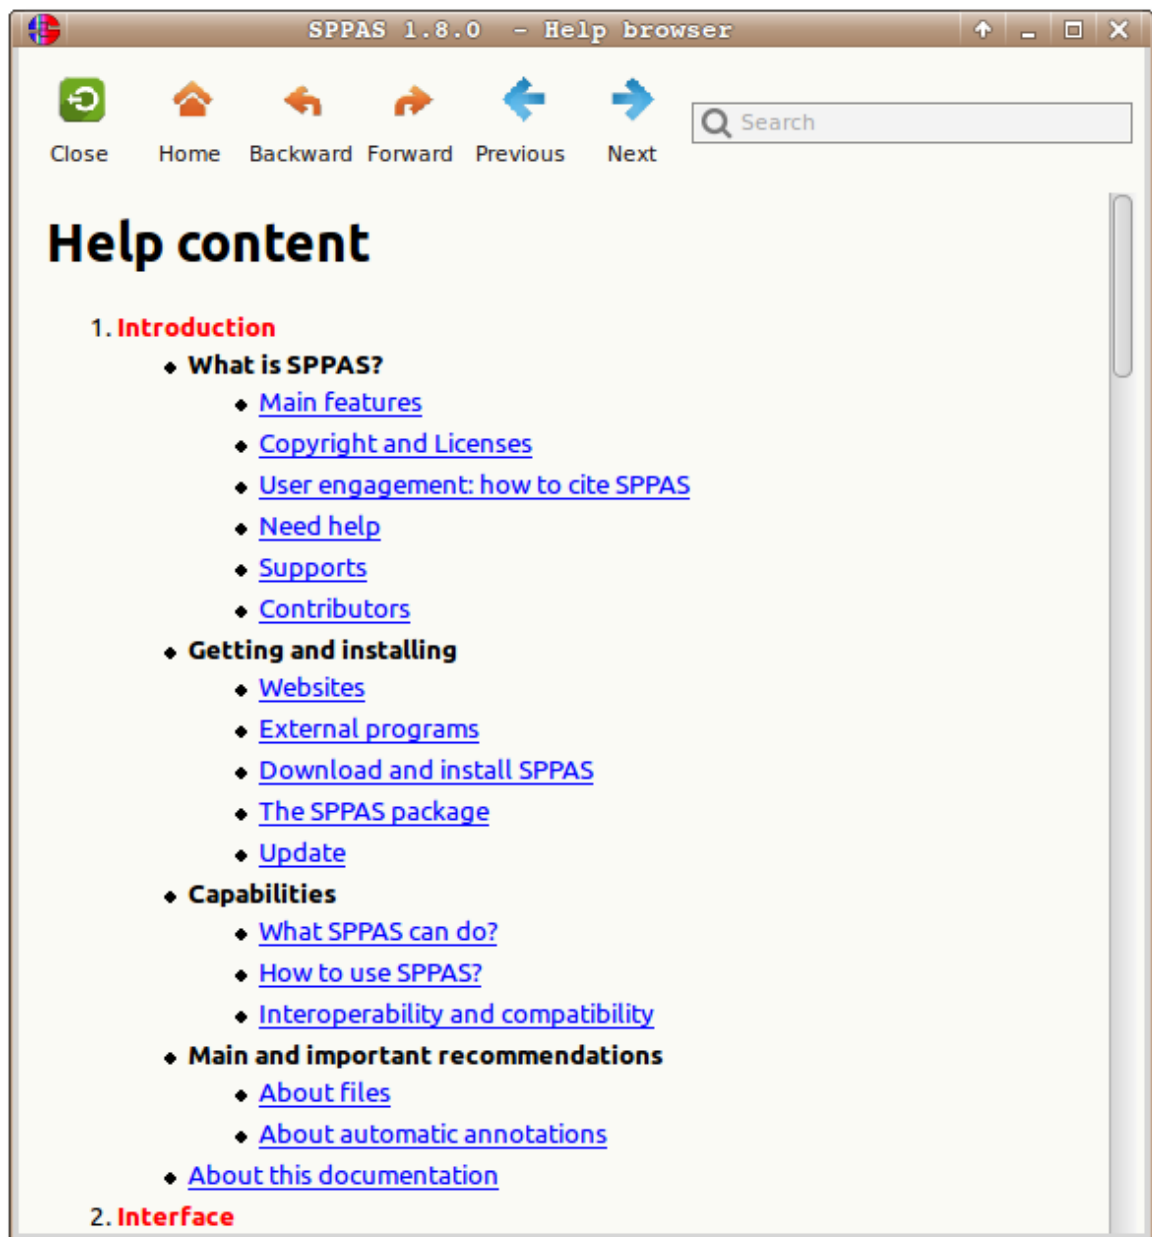 SPPAS 1.8.0 - Help browser
Close Home Backward Forward Previous Next Search
Help content
1. Introduction
What is SPPAS?
Main features
Copyright and Licenses
User engagement: how to cite SPPAS
Need help
Supports
Contributors
Getting and installing
Websites
External programs
Download and install SPPAS
The SPPAS package
Update
Capabilities
What SPPAS can do?
How to use SPPAS?
Interoperability and compatibility
Main and important recommendations
About files
About automatic annotations
About this documentation
2. Interface